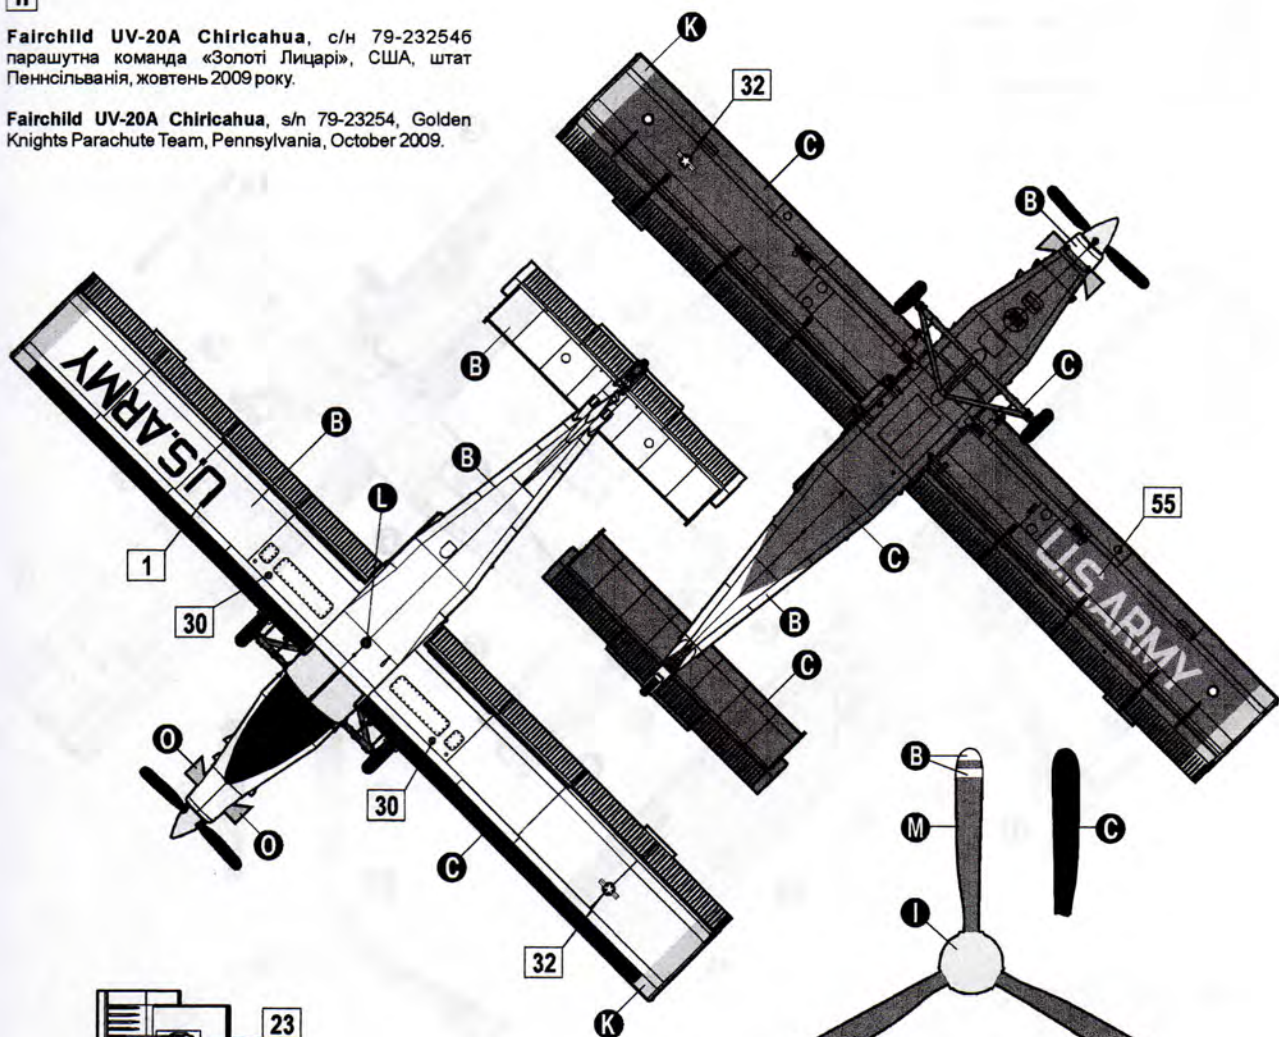 Fairchild UV-20A Chiricahua, с/н 79-232546
парашутна команда «Золоті Лицарі», США, штат
Пеннсільванія, жовтень 2009 року.
Fairchild UV-20A Chiricahua, s/n 79-23254, Golden
Knights Parachute Team, Pennsylvania, October 2009.
K
32
C
B
B
U.S.ARMY
B
B
C
L
55
1
C
U.S.ARMY
30
B
C
O
B
30
M
C
O
C
I
32
23
K